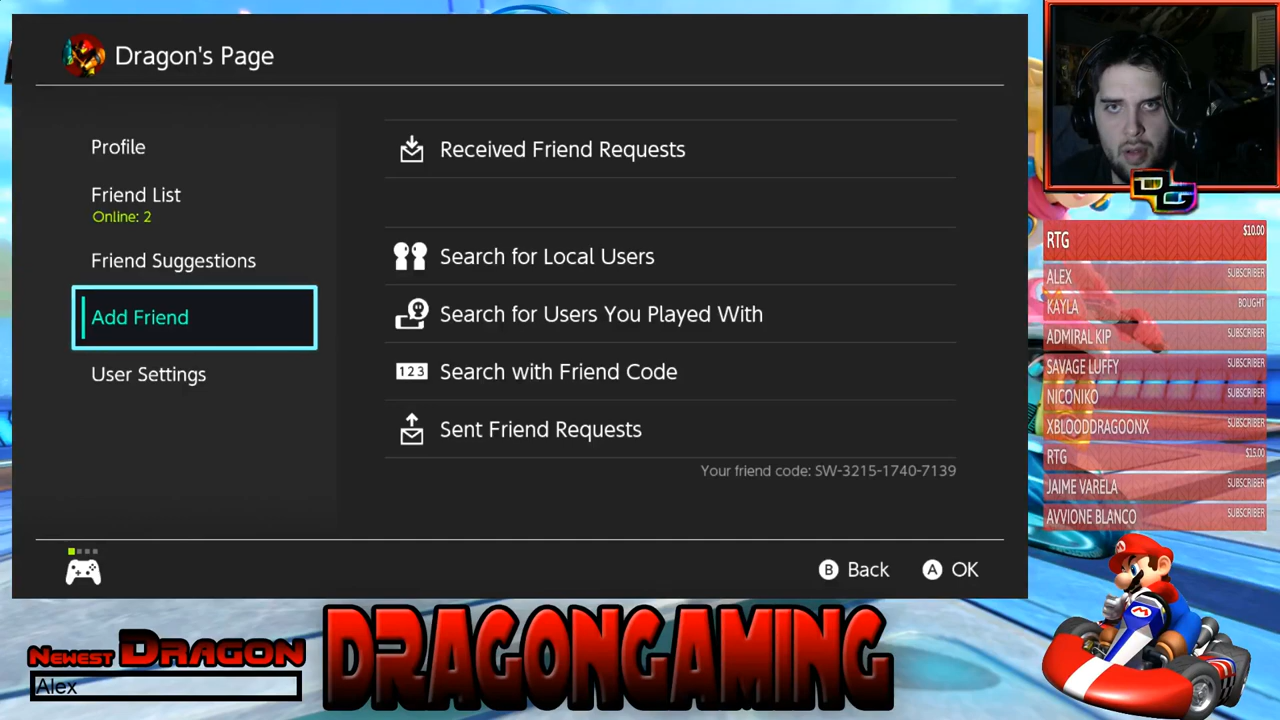 Dragon's Page
Profile
Friend List
Online: 2
Friend Suggestions
Add Friend
User Settings
Received Friend Requests
Search for Local Users
Search for Users You Played With
123 Search with Friend Code
Sent Friend Requests
Your friend code: SW-3215-1740-7139
B Back A OK
DG
RTG $10.00
ALEX SUBSCRIBER
KAYLA BOUGHT
ADMIRAL KIP SUBSCRIBER
SAVAGE LUFFY SUBSCRIBER
NICONIKO SUBSCRIBER
XBLOODDRAGOONX SUBSCRIBER
RTG $15.00
JAIME VARELA SUBSCRIBER
AVVIONE BLANCO SUBSCRIBER
NEWEST DRAGON
Alex
DRAGONGAMING
M
M